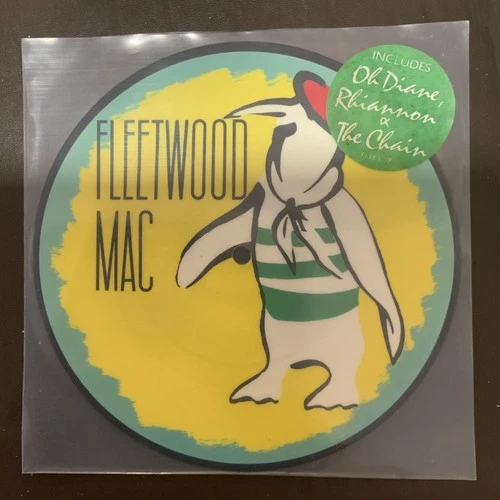 FLEETWOOD
MAC
INCLUDES
Oh Diane,
Rhiannon
&
The Chain